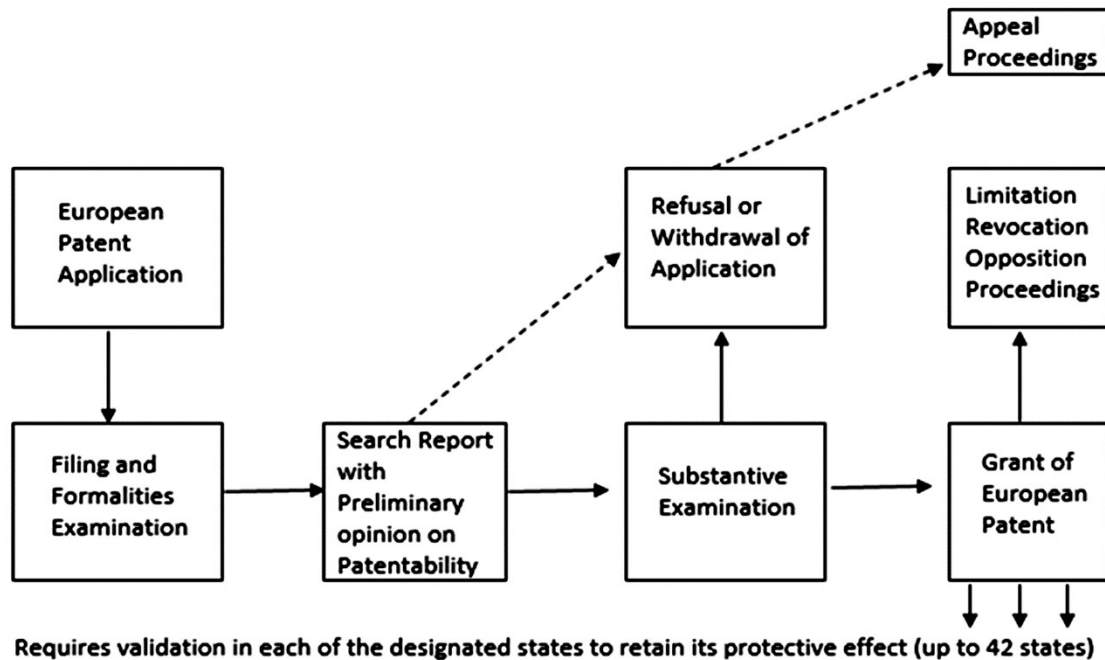 Appeal
Proceedings
European
Patent
Application
Refusal or
Withdrawal of
Application
Limitation
Revocation
Opposition
Proceedings
Filing and
Formalities
Examination
Search Report
with
Preliminary
opinion on
Patentability
Substantive
Examination
Grant of
European
Patent
Requires validation in each of the designated states to retain its protective effect (up to 42 states)